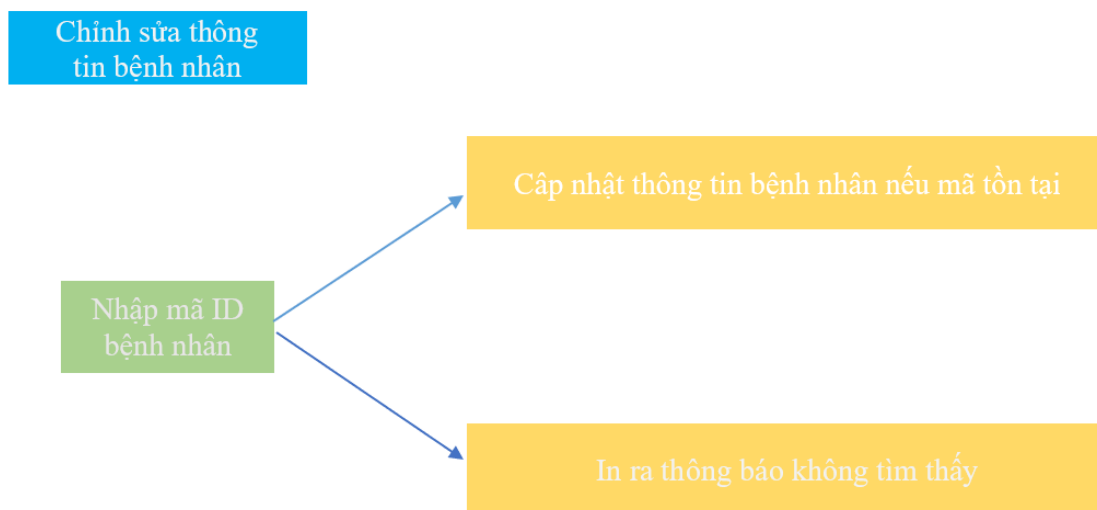 Chỉnh sửa thông
tin bệnh nhân
Câp nhật thông tin bệnh nhân nếu mã tồn tại
Nhập mã ID
bệnh nhân
In ra thông báo không tìm thấy